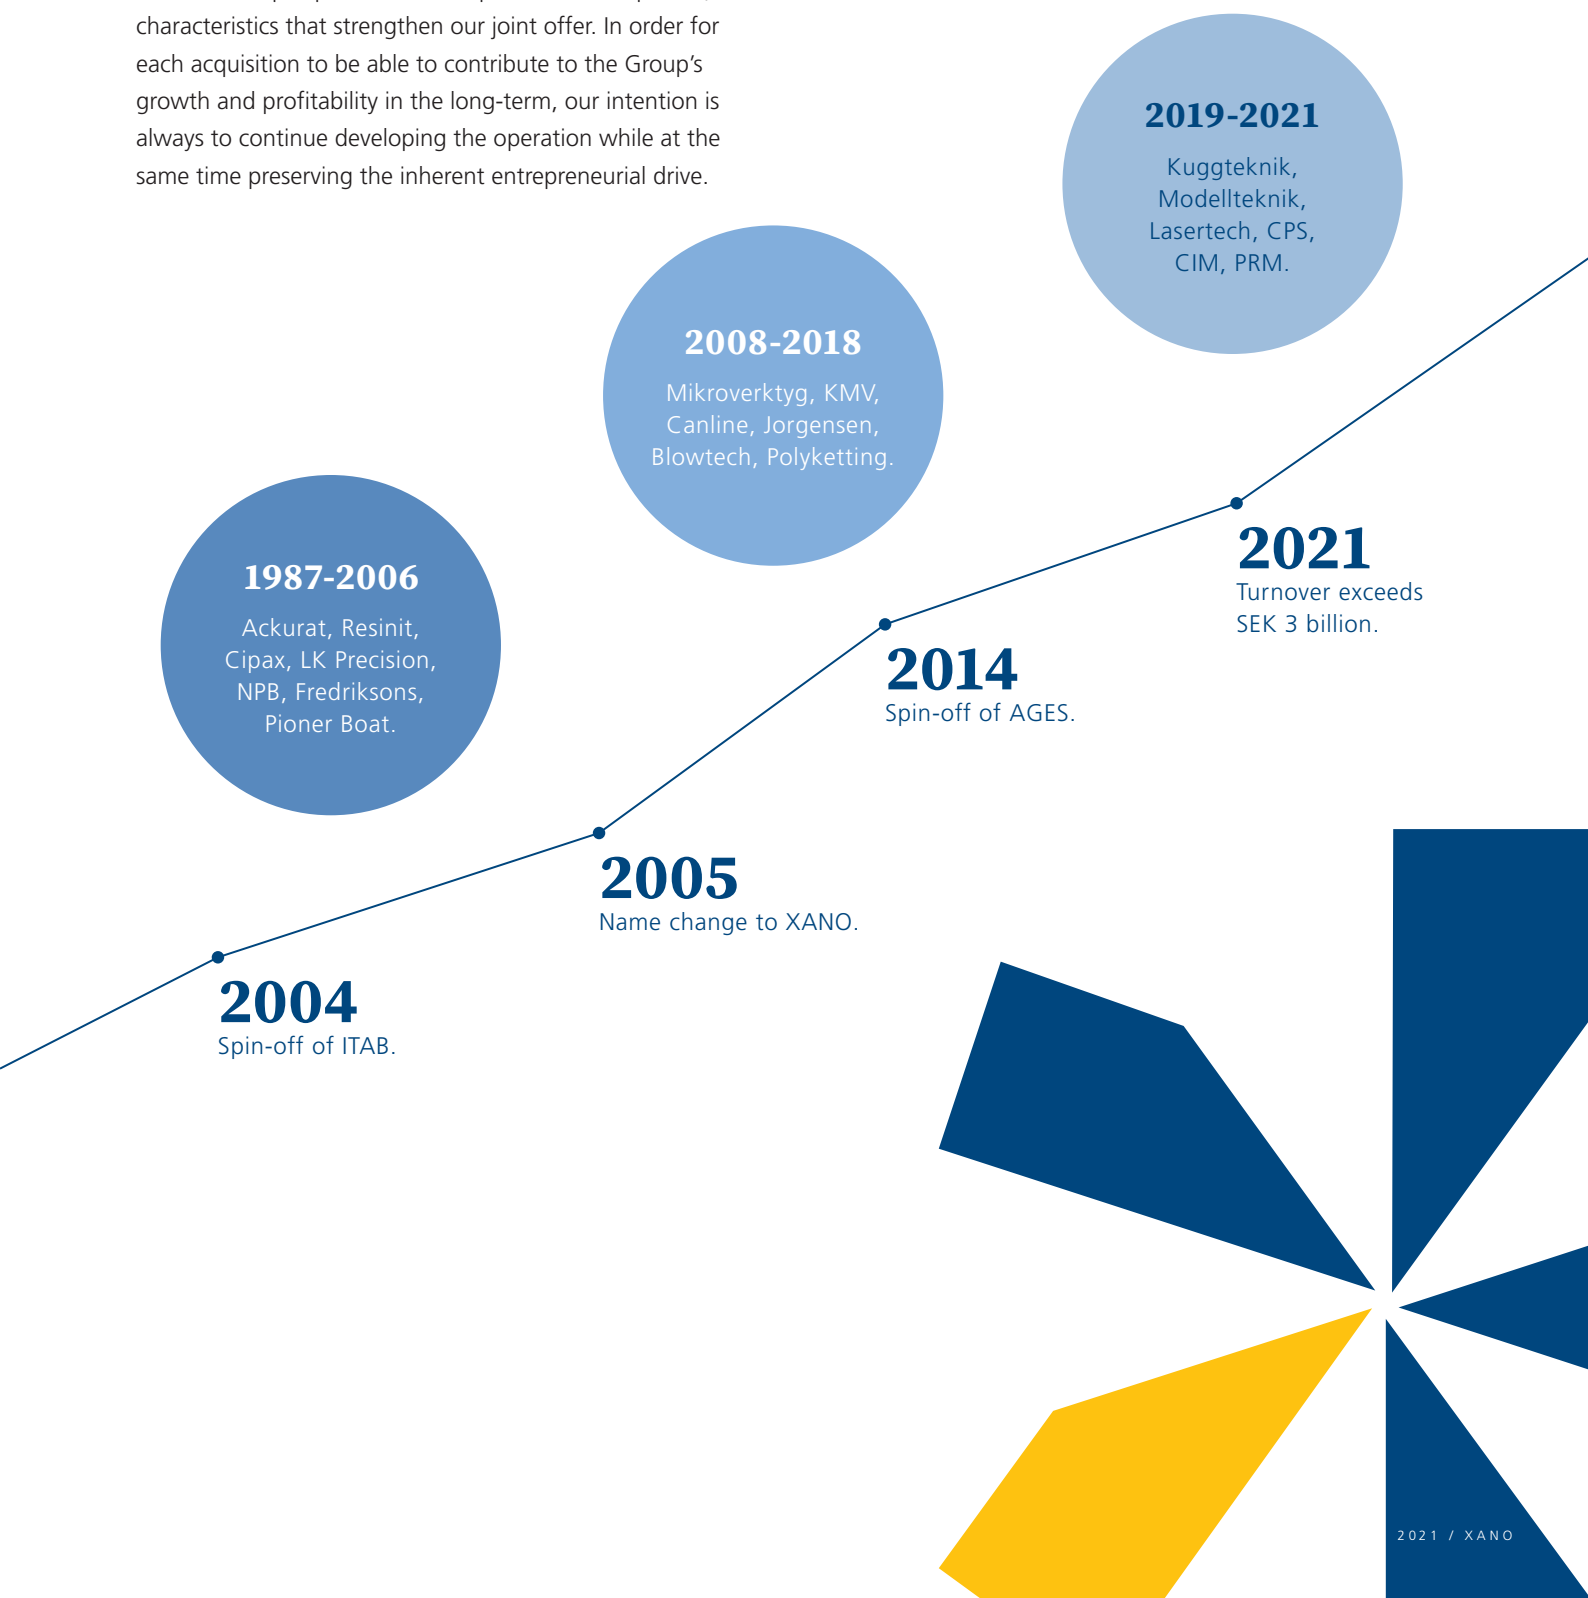 characteristics that strengthen our joint offer. In order for
each acquisition to be able to contribute to the Group's
growth and profitability in the long-term, our intention is
always to continue developing the operation while at the
same time preserving the inherent entrepreneurial drive.
2019-2021
Kuggteknik,
Modellteknik,
Lasertech, CPS,
CIM, PRM.
2008-2018
Mikroverktyg, KMV,
Canline, Jorgensen,
Blowtech, Polyketting.
1987-2006
Ackurat, Resinit,
Cipax, LK Precision,
NPB, Fredriksons,
Pioner Boat.
2021
Turnover exceeds
SEK 3 billion.
2014
Spin-off of AGES.
2005
Name change to XANO.
2004
Spin-off of ITAB.
2021 / XANO